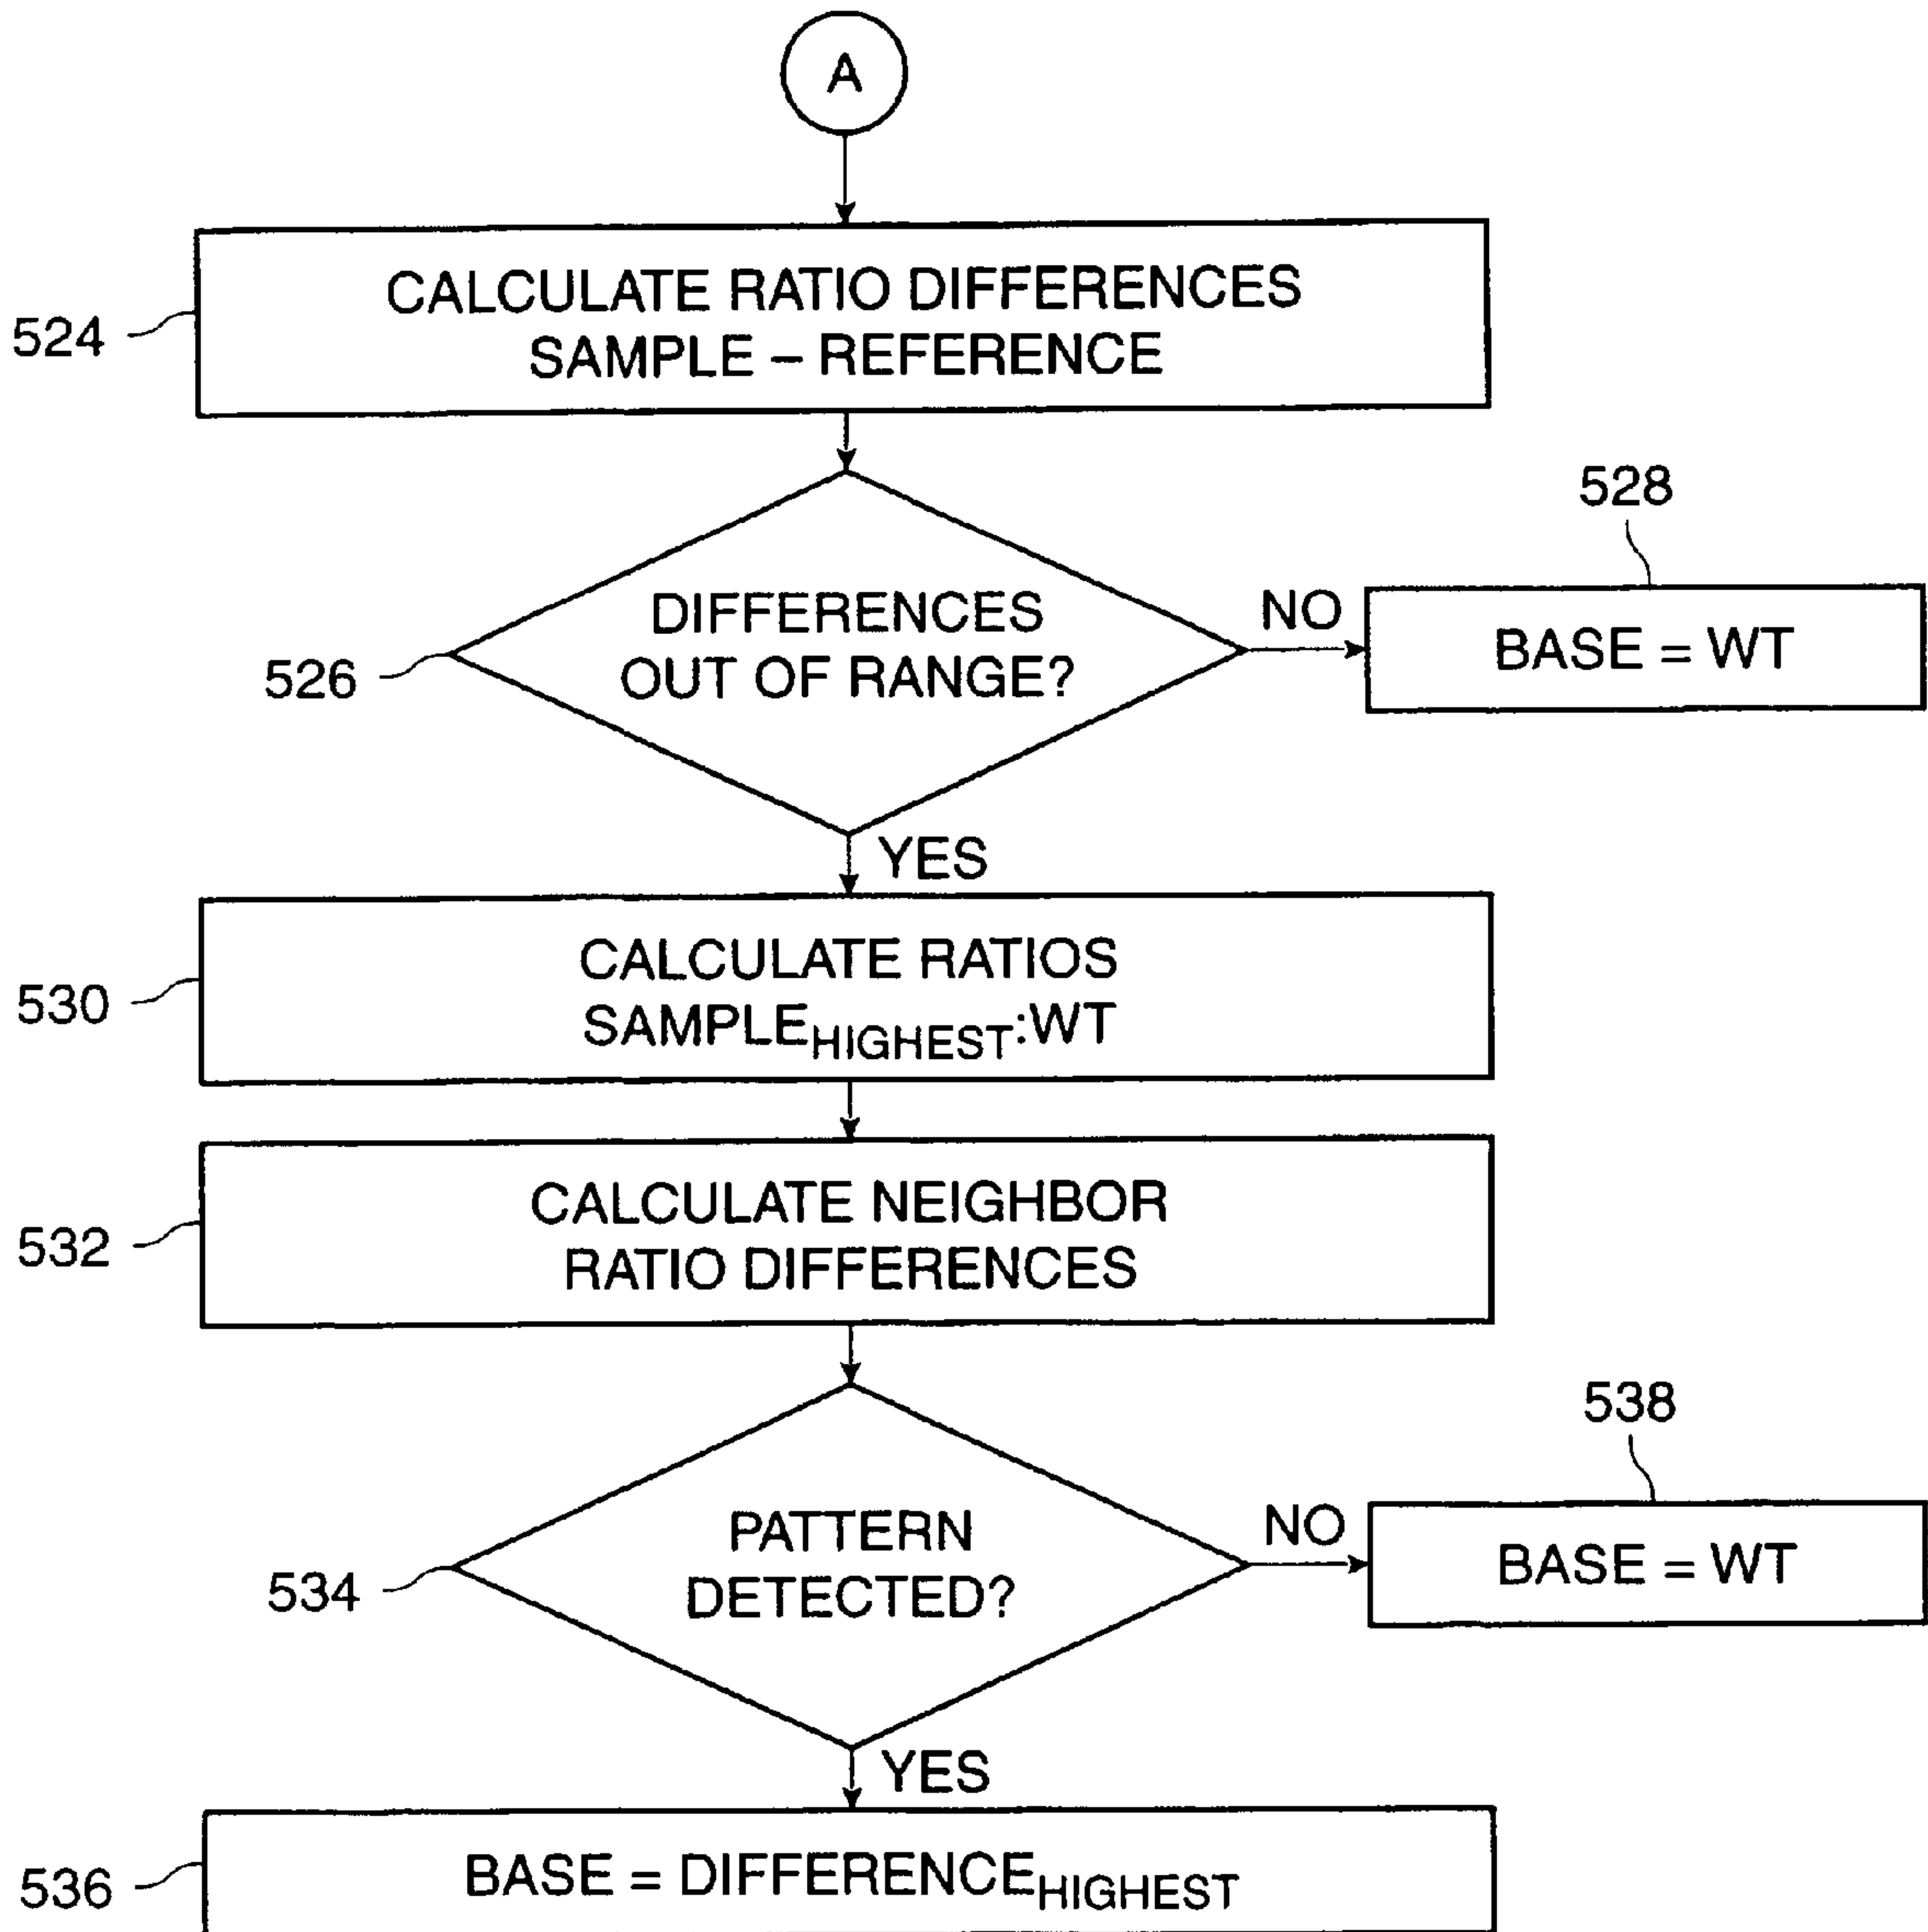 A
CALCULATE RATIO DIFFERENCES
SAMPLE – REFERENCE
524
528
DIFFERENCES
OUT OF RANGE?
526
NO
BASE = WT
YES
CALCULATE RATIOS
SAMPLEHIGHEST:WT
530
CALCULATE NEIGHBOR
RATIO DIFFERENCES
532
538
PATTERN
DETECTED?
534
NO
BASE = WT
YES
BASE = DIFFERENCEHIGHEST
536